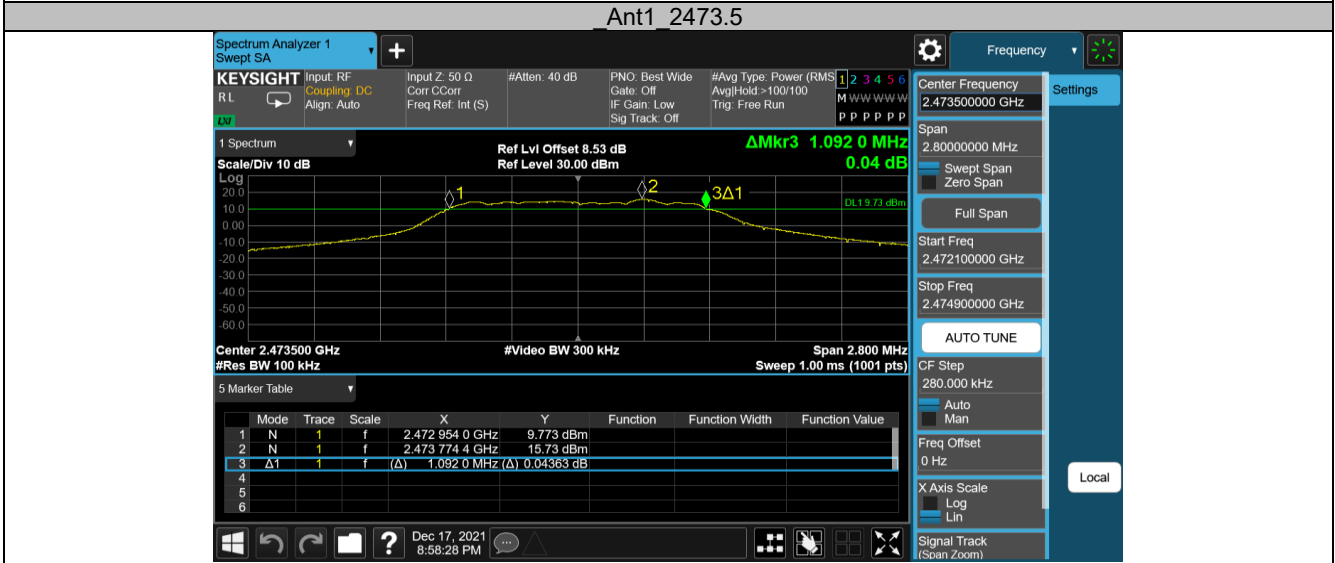 _Ant1_2473.5
Spectrum Analyzer 1
Swept SA
+
Frequency
KEYSIGHT
RL
LXI
Input: RF
Coupling: DC
Align: Auto
Input Z: 50 Ω
Corr CCorr
Freq Ref: Int (S)
#Atten: 40 dB
PNO: Best Wide
Gate: Off
IF Gain: Low
Sig Track: Off
#Avg Type: Power (RMS
Avg|Hold:>100/100
Trig: Free Run
1 2 3 4 5 6
M W W W W W
P P P P P P
1 Spectrum
Scale/Div 10 dB
Ref Lvl Offset 8.53 dB
Ref Level 30.00 dBm
ΔMkr3 1.092 0 MHz
0.04 dB
Log
20.0
10.0
0.00
-10.0
-20.0
-30.0
-40.0
-50.0
-60.0
1
2
3Δ1
DL1 9.73 dBm
Center 2.473500 GHz
#Res BW 100 kHz
#Video BW 300 kHz
Span 2.800 MHz
Sweep 1.00 ms (1001 pts)
5 Marker Table
Mode Trace Scale X Y Function Function Width Function Value
1 N 1 f 2.472 954 0 GHz 9.773 dBm
2 N 1 f 2.473 774 4 GHz 15.73 dBm
3 Δ1 1 f (Δ) 1.092 0 MHz (Δ) 0.04363 dB
4
5
6
Center Frequency
2.473500000 GHz
Settings
Span
2.80000000 MHz
Swept Span
Zero Span
Full Span
Start Freq
2.472100000 GHz
Stop Freq
2.474900000 GHz
AUTO TUNE
CF Step
280.000 kHz
Auto
Man
Freq Offset
0 Hz
X Axis Scale
Log
Lin
Local
Signal Track
(Span Zoom)
?
Dec 17, 2021
8:58:28 PM